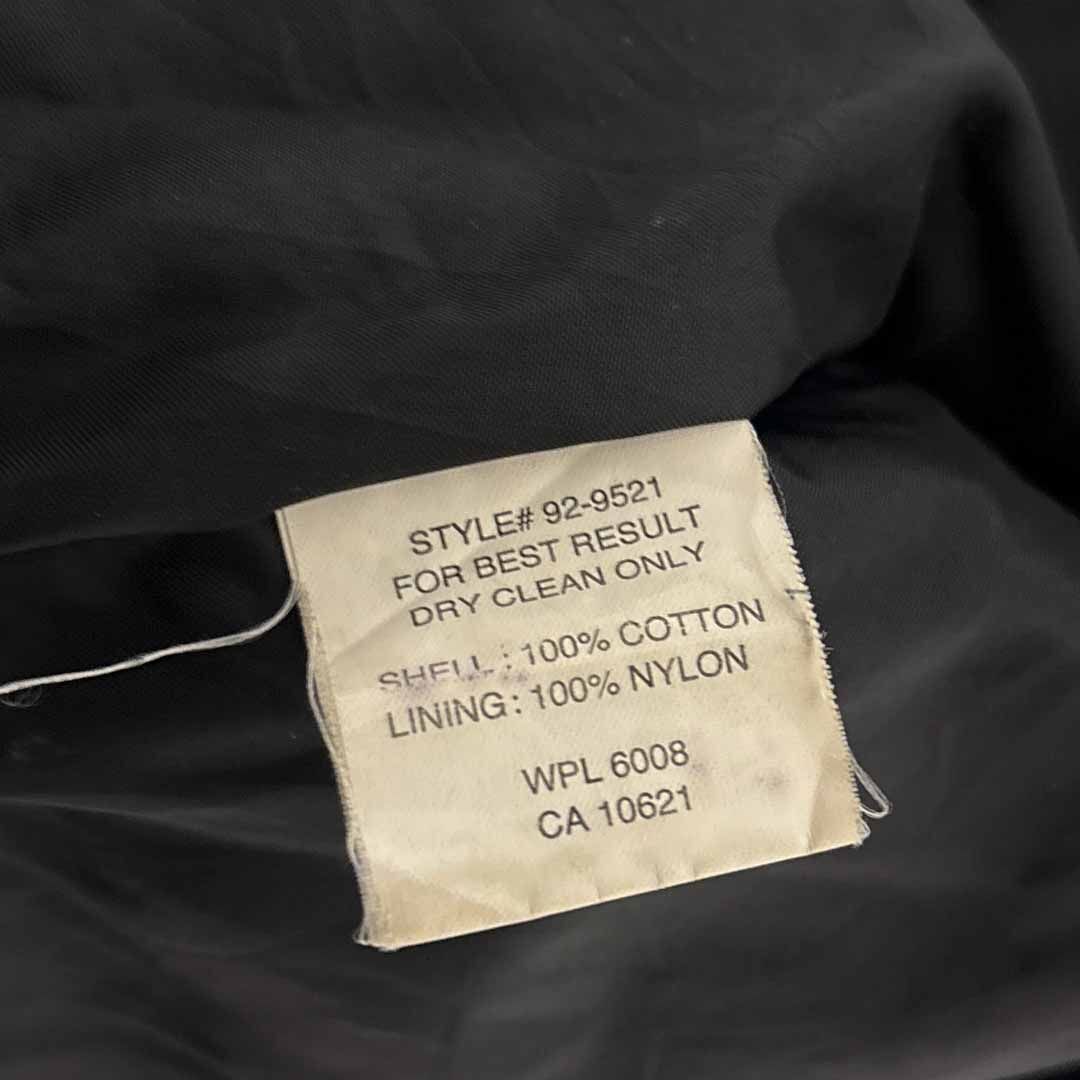 STYLE# 92-9521
FOR BEST RESULT
DRY CLEAN ONLY
SHELL : 100% COTTON
LINING : 100% NYLON
WPL 6008
CA 10621